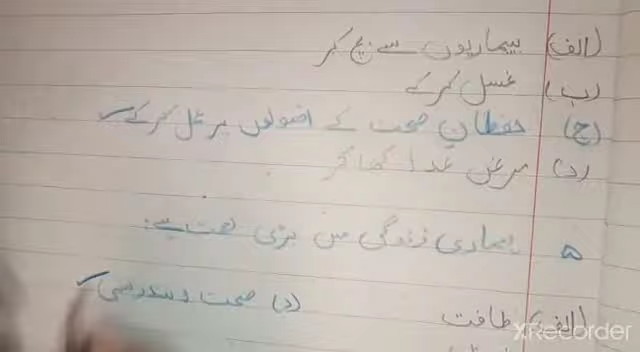 (الف) بیماریوں سے بچ کر
(ب) غسل کرکے
(ج) حفظانِ صحت کے اصولوں پر عمل کرکے
(د) مرغن غذا کھا کر
۵ ہماری زندگی میں بڑی نعمت ہے:
(الف) طاقت (د) صحت و تندرستی
XRecorder